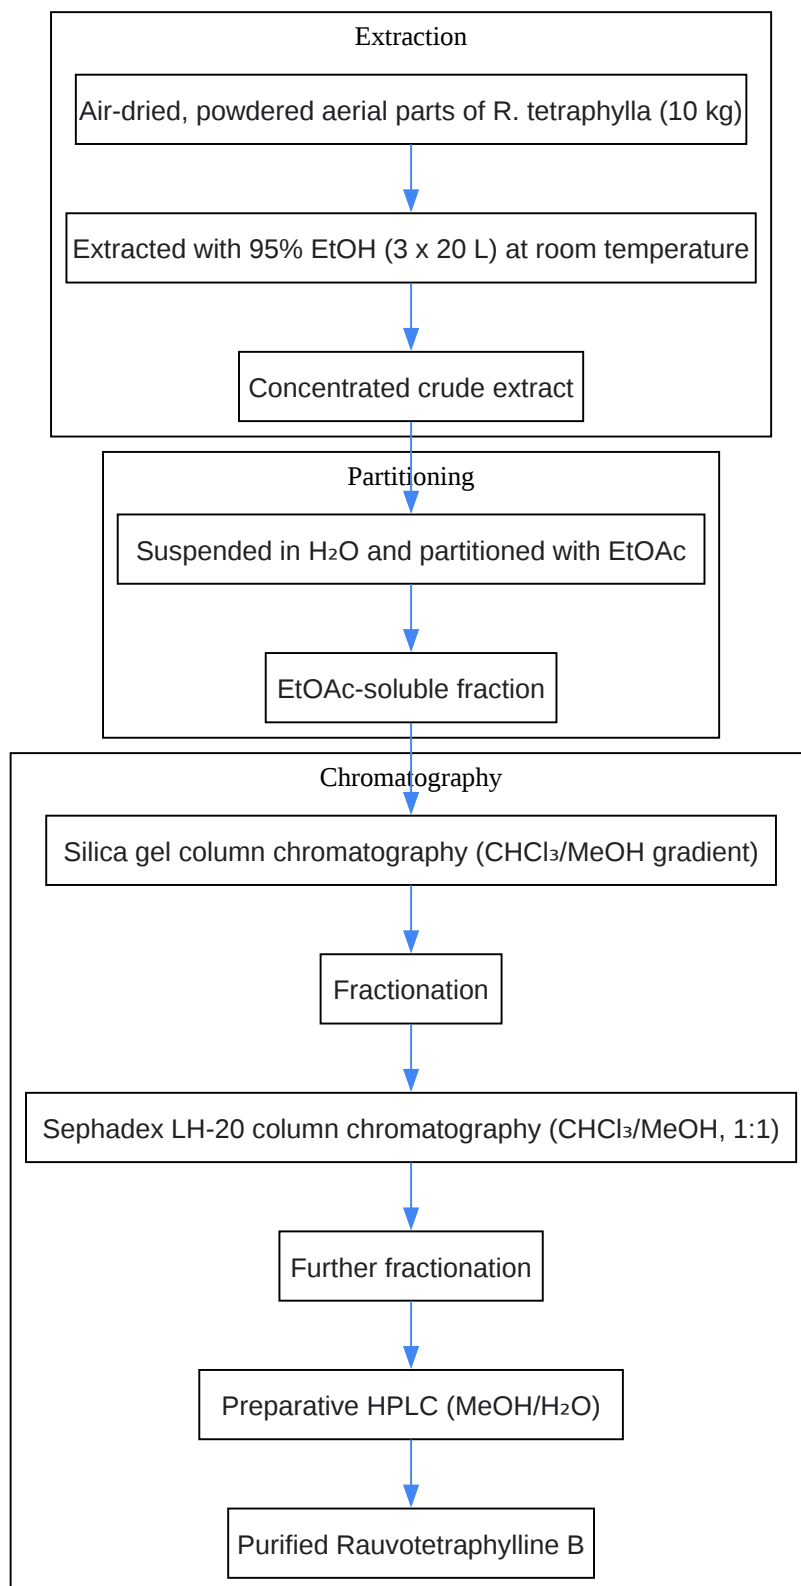 Extraction
Air-dried, powdered aerial parts of R. tetraphylla (10 kg)
Extracted with 95% EtOH (3 x 20 L) at room temperature
Concentrated crude extract
Partitioning
Suspended in H₂O and partitioned with EtOAc
EtOAc-soluble fraction
Chromatography
Silica gel column chromatography (CHCl₃/MeOH gradient)
Fractionation
Sephadex LH-20 column chromatography (CHCl₃/MeOH, 1:1)
Further fractionation
Preparative HPLC (MeOH/H₂O)
Purified Rauvotetraphylline B